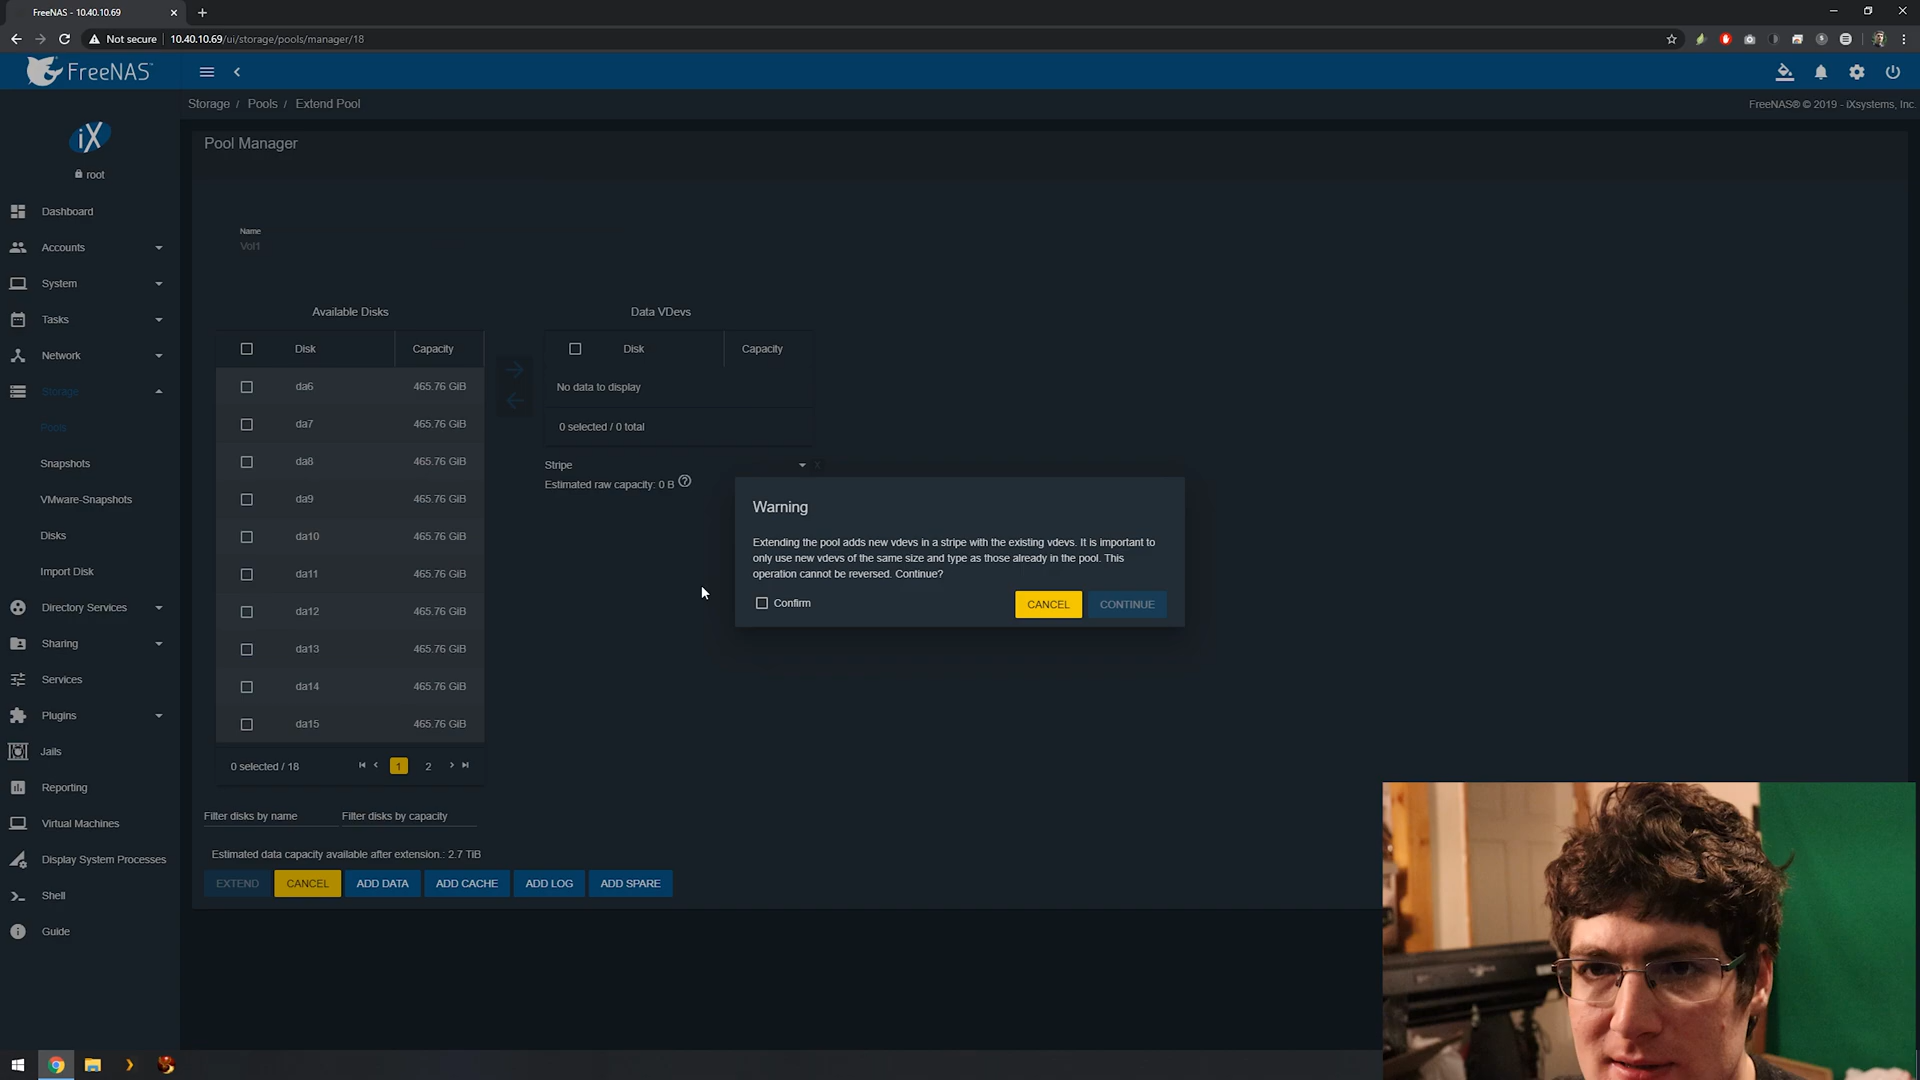 FreeNAS - 10.40.10.69
Not secure
10.40.10.69/ui/storage/pools/manager/18
FreeNAS
Storage / Pools / Extend Pool
FreeNAS® © 2019 - iXsystems, Inc.
iX
root
Dashboard
Accounts
System
Tasks
Network
Storage
Pools
Snapshots
VMware-Snapshots
Disks
Import Disk
Directory Services
Sharing
Services
Plugins
Jails
Reporting
Virtual Machines
Display System Processes
Shell
Guide
Pool Manager
Name
Vol1
Available Disks
Disk Capacity
da6 465.76 GiB
da7 465.76 GiB
da8 465.76 GiB
da9 465.76 GiB
da10 465.76 GiB
da11 465.76 GiB
da12 465.76 GiB
da13 465.76 GiB
da14 465.76 GiB
da15 465.76 GiB
0 selected / 18
1 2
Filter disks by name
Filter disks by capacity
Estimated data capacity available after extension.: 2.7 TiB
EXTEND CANCEL ADD DATA ADD CACHE ADD LOG ADD SPARE
Data VDevs
Disk Capacity
No data to display
0 selected / 0 total
Stripe
Estimated raw capacity: 0 B
Warning
Extending the pool adds new vdevs in a stripe with the existing vdevs. It is important to
only use new vdevs of the same size and type as those already in the pool. This
operation cannot be reversed. Continue?
Confirm
CANCEL CONTINUE